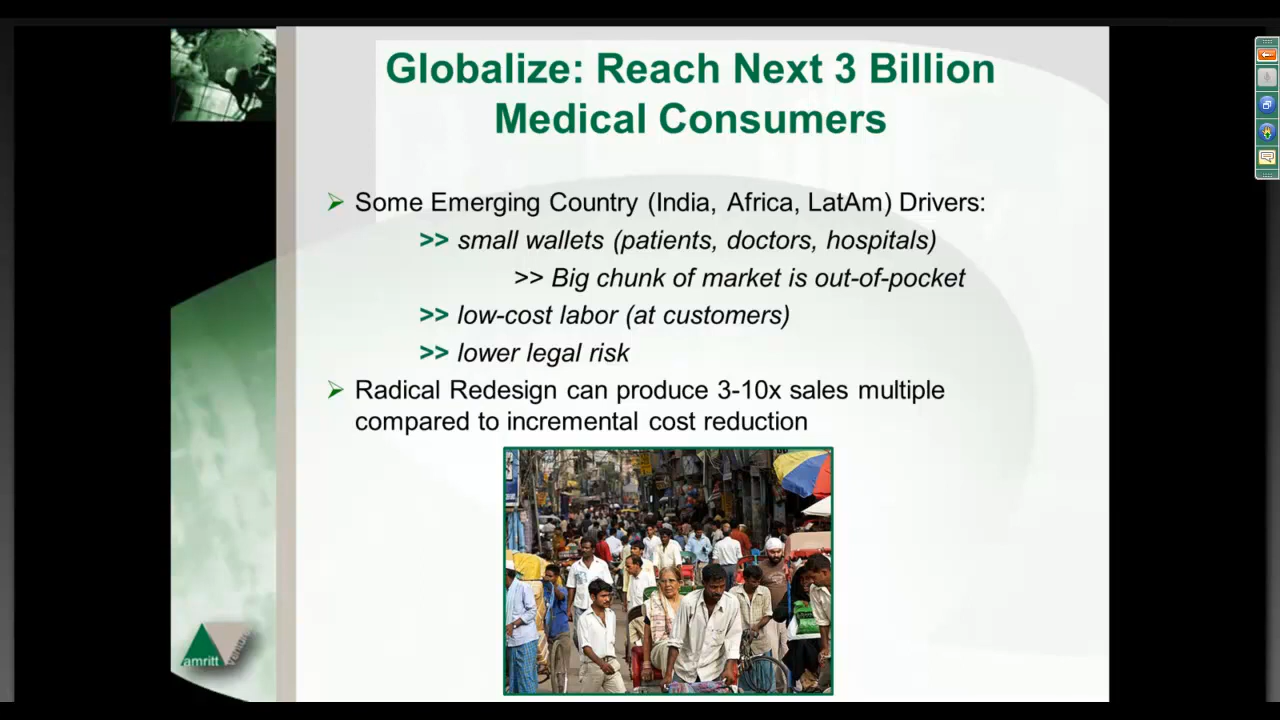 Globalize: Reach Next 3 Billion
Medical Consumers
Some Emerging Country (India, Africa, LatAm) Drivers:
>> small wallets (patients, doctors, hospitals)
>> Big chunk of market is out-of-pocket
>> low-cost labor (at customers)
>> lower legal risk
Radical Redesign can produce 3-10x sales multiple
compared to incremental cost reduction
amritt